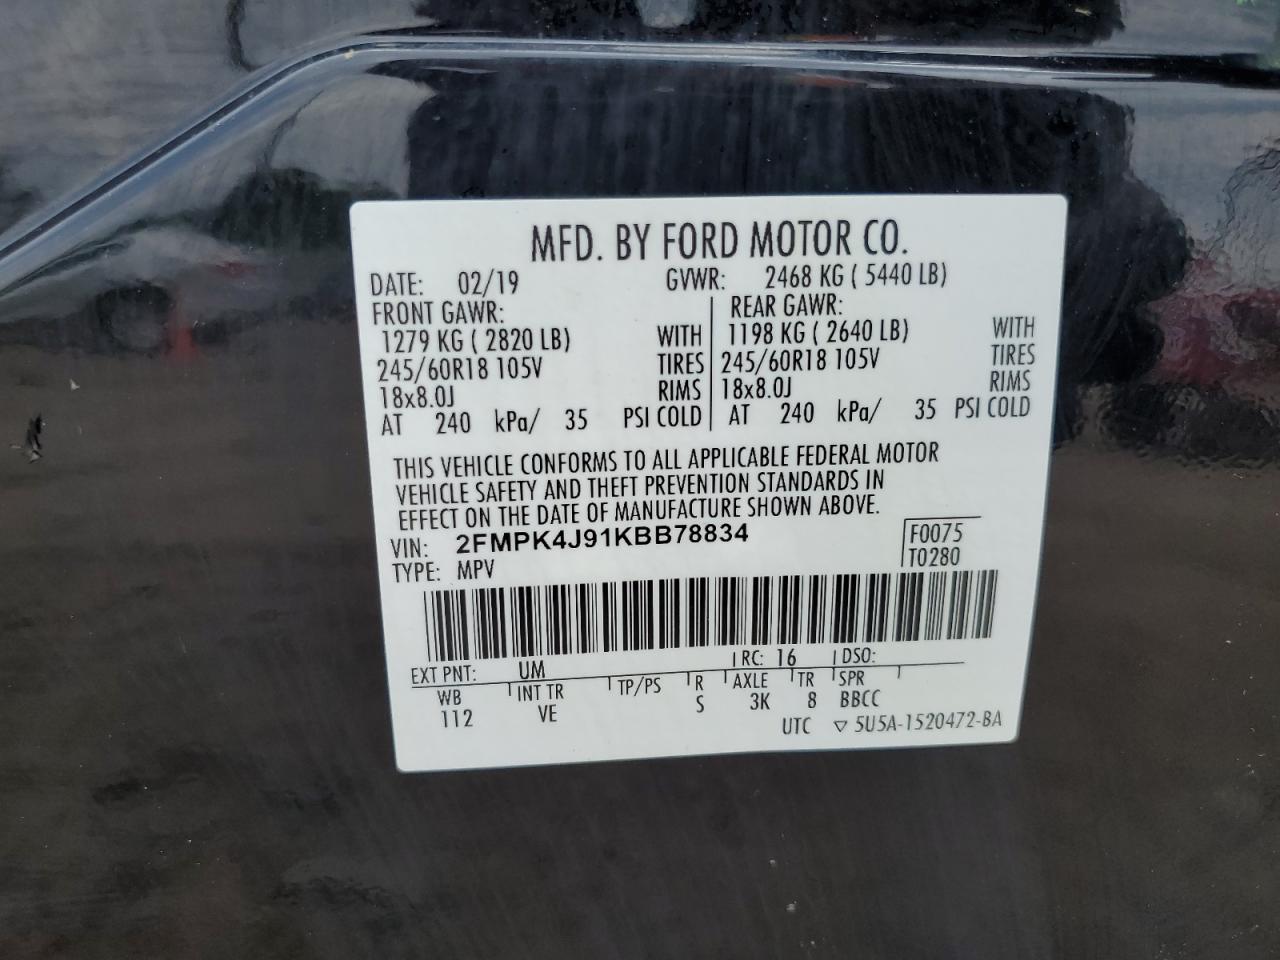 MFD. BY FORD MOTOR CO.
DATE: 02/19 GVWR: 2468 KG ( 5440 LB)
FRONT GAWR: REAR GAWR:
1279 KG ( 2820 LB) WITH 1198 KG ( 2640 LB) WITH
245/60R18 105V TIRES 245/60R18 105V TIRES
18x8.0J RIMS 18x8.0J RIMS
AT 240 kPa/ 35 PSI COLD AT 240 kPa/ 35 PSI COLD
THIS VEHICLE CONFORMS TO ALL APPLICABLE FEDERAL MOTOR
VEHICLE SAFETY AND THEFT PREVENTION STANDARDS IN
EFFECT ON THE DATE OF MANUFACTURE SHOWN ABOVE.
VIN: 2FMPK4J91KBB78834 F0075
TYPE: MPV T0280
EXT PNT: UM RC: 16 DSO:
WB INT TR TP/PS R AXLE TR SPR
112 VE S 3K 8 BBCC
UTC ▽ 5U5A-1520472-BA